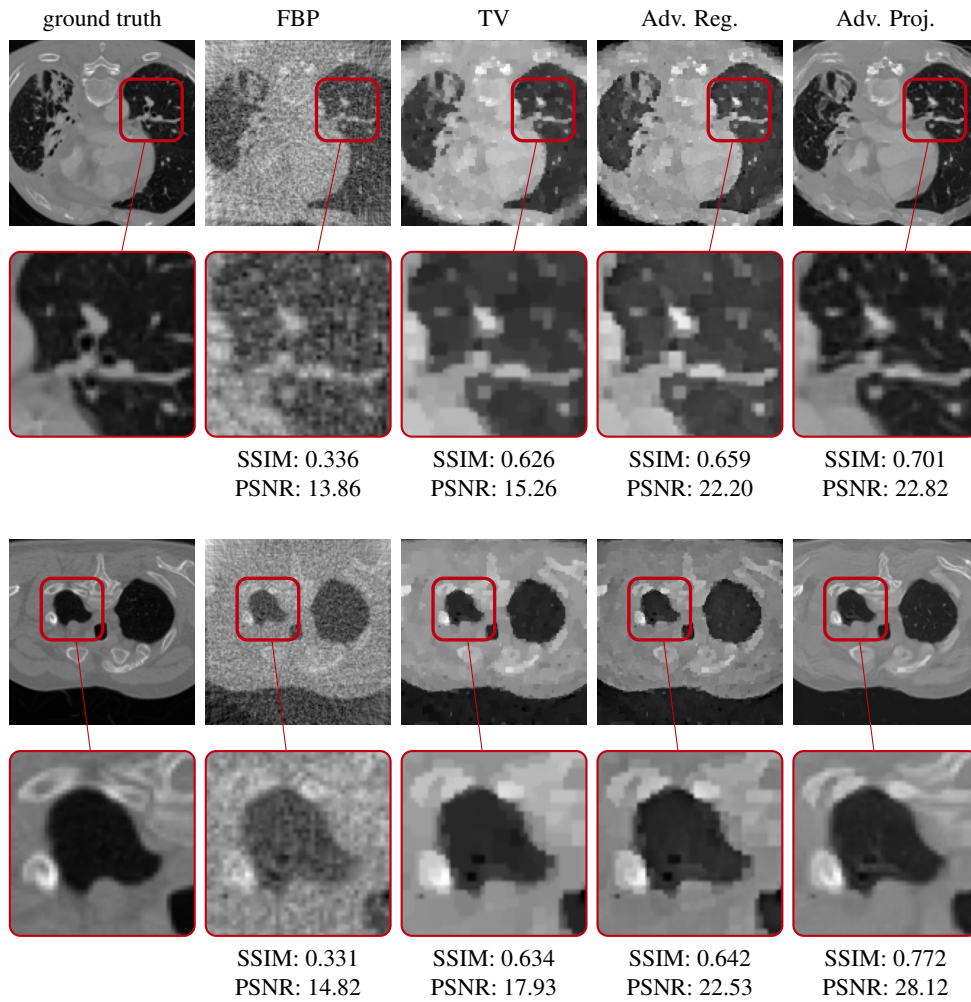 ground truth FBP TV Adv. Reg. Adv. Proj.
SSIM: 0.336 SSIM: 0.626 SSIM: 0.659 SSIM: 0.701
PSNR: 13.86 PSNR: 15.26 PSNR: 22.20 PSNR: 22.82
SSIM: 0.331 SSIM: 0.634 SSIM: 0.642 SSIM: 0.772
PSNR: 14.82 PSNR: 17.93 PSNR: 22.53 PSNR: 28.12